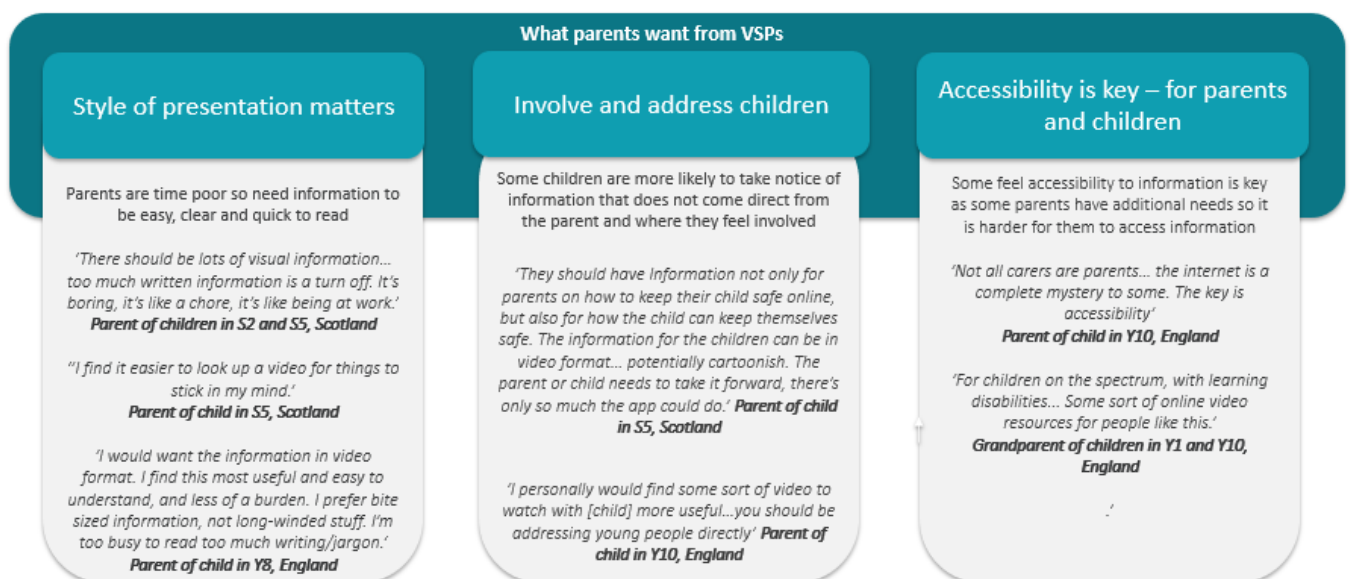 What parents want from VSPs
Style of presentation matters
Parents are time poor so need information to
be easy, clear and quick to read
‘There should be lots of visual information…
too much written information is a turn off. It’s
boring, it’s like a chore, it’s like being at work.’
Parent of children in S2 and S5, Scotland
“I find it easier to look up a video for things to
stick in my mind.’
Parent of child in S5, Scotland
‘I would want the information in video
format. I find this most useful and easy to
understand, and less of a burden. I prefer bite
sized information, not long-winded stuff. I’m
too busy to read too much writing/jargon.’
Parent of child in Y8, England
Involve and address children
Some children are more likely to take notice of
information that does not come direct from
the parent and where they feel involved
‘They should have Information not only for
parents on how to keep their child safe online,
but also for how the child can keep themselves
safe. The information for the children can be in
video format… potentially cartoonish. The
parent or child needs to take it forward, there’s
only so much the app could do.’ Parent of child
in S5, Scotland
‘I personally would find some sort of video to
watch with [child] more useful…you should be
addressing young people directly’ Parent of
child in Y10, England
Accessibility is key – for parents
and children
Some feel accessibility to information is key
as some parents have additional needs so it
is harder for them to access information
‘Not all carers are parents… the internet is a
complete mystery to some. The key is
accessibility’
Parent of child in Y10, England
‘For children on the spectrum, with learning
disabilities… Some sort of online video
resources for people like this.’
Grandparent of children in Y1 and Y10,
England
.’